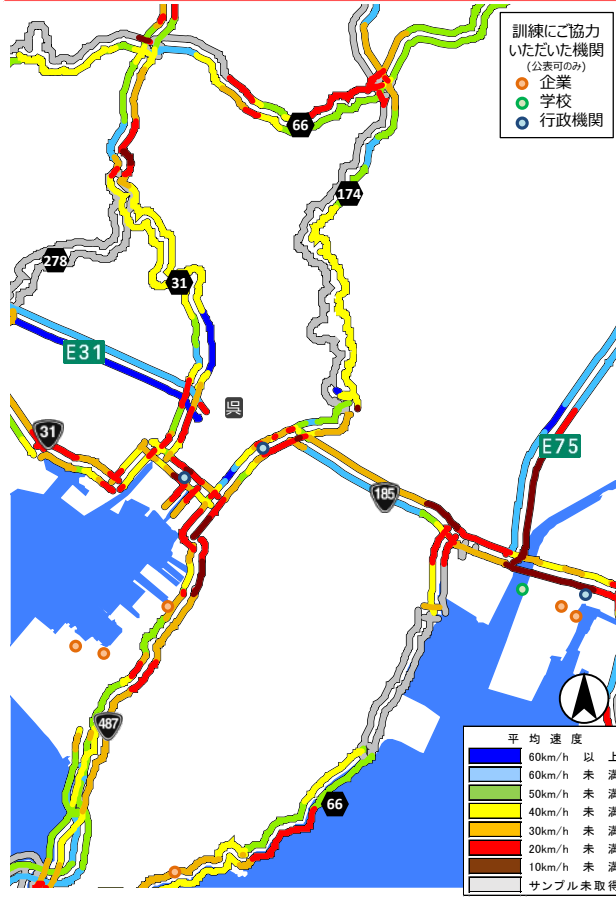 訓練にご協力
いただいた機関
(公表可のみ)
企業
学校
行政機関
66
174
278
31
E31
呉
31
E75
185
487
66
平均速度
60km/h 以上
60km/h 未満
50km/h 未満
40km/h 未満
30km/h 未満
20km/h 未満
10km/h 未満
サンプル未取得